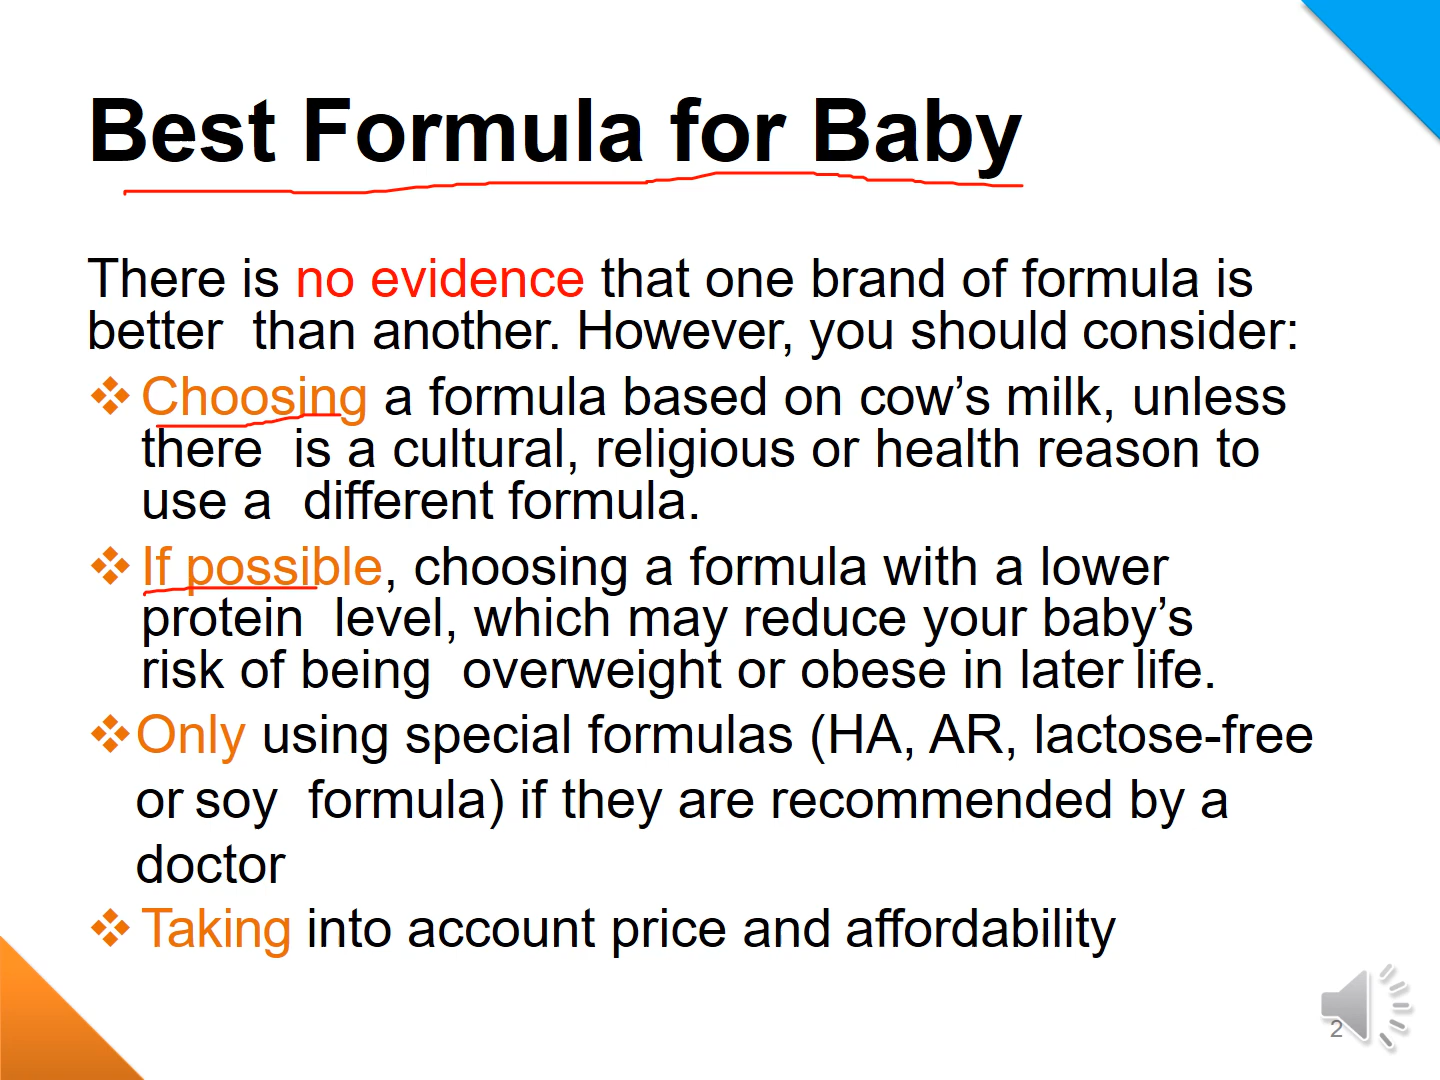 Best Formula for Baby
There is no evidence that one brand of formula is
better than another. However, you should consider:
❖ Choosing a formula based on cow’s milk, unless
there is a cultural, religious or health reason to
use a different formula.
❖ If possible, choosing a formula with a lower
protein level, which may reduce your baby’s
risk of being overweight or obese in later life.
❖ Only using special formulas (HA, AR, lactose-free
or soy formula) if they are recommended by a
doctor
❖ Taking into account price and affordability
2